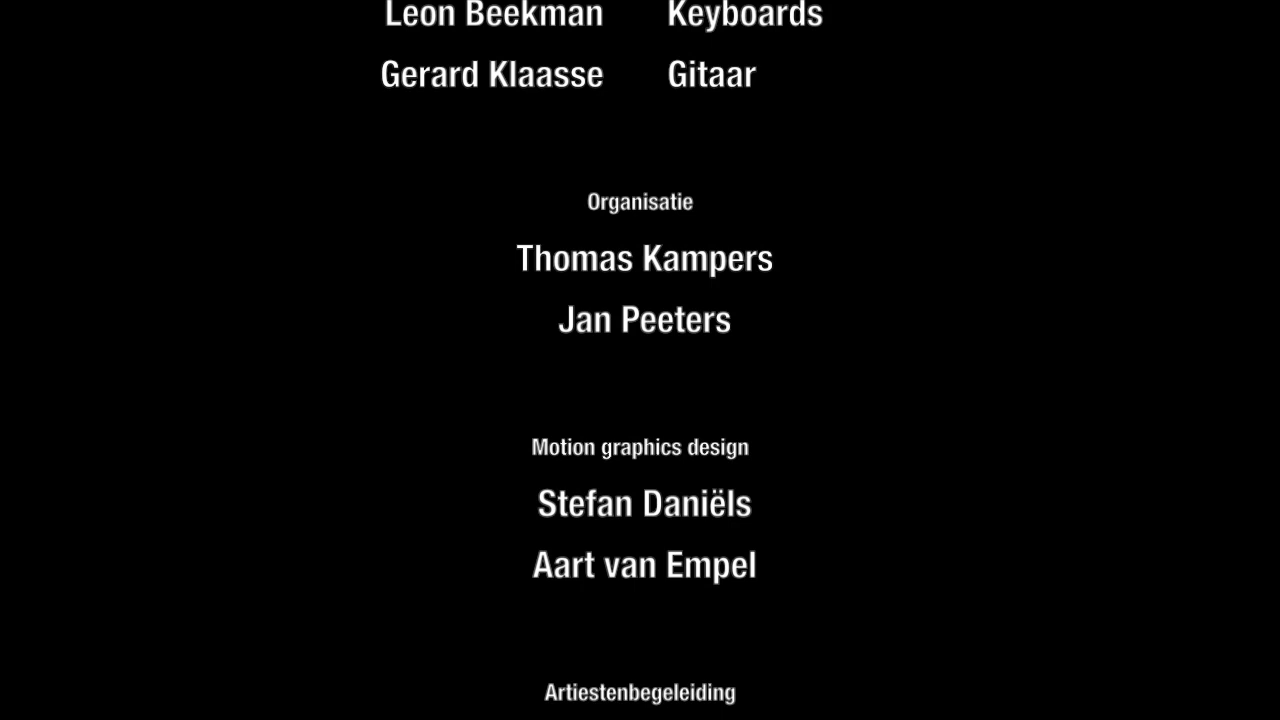 Leon Beekman Keyboards
Gerard Klaasse Gitaar
Organisatie
Thomas Kampers
Jan Peeters
Motion graphics design
Stefan Daniëls
Aart van Empel
Artiestenbegeleiding